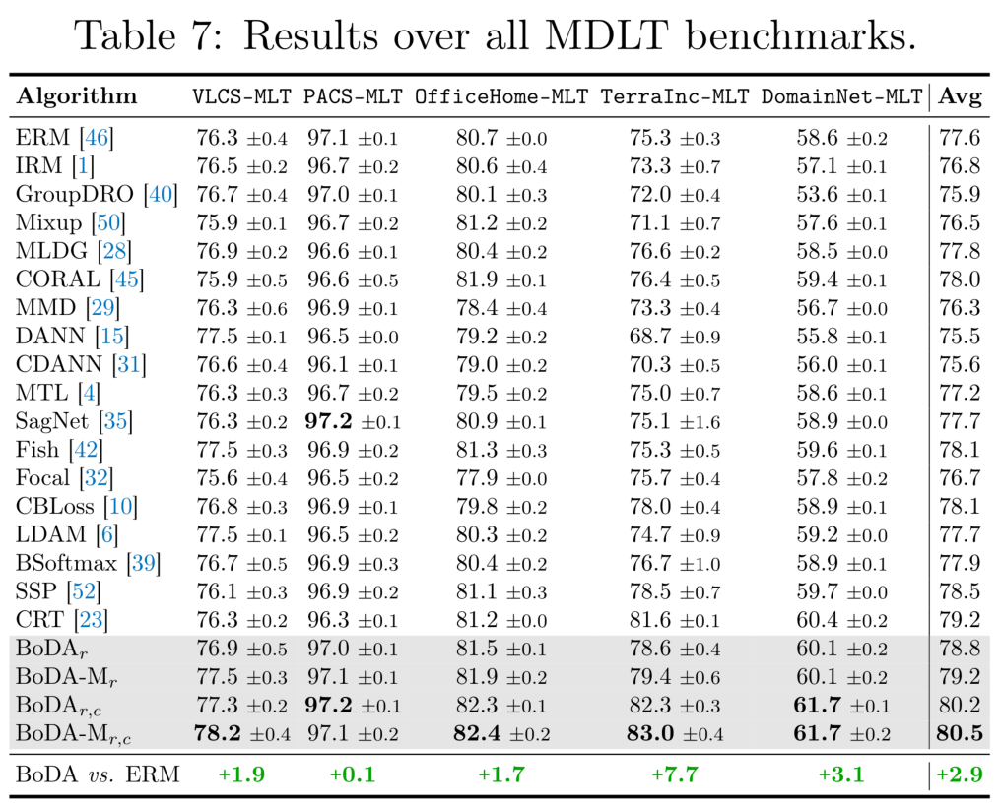 Table 7: Results over all MDLT benchmarks.
Algorithm VLCS-MLT PACS-MLT OfficeHome-MLT TerraInc-MLT DomainNet-MLT Avg
ERM [46] 76.3 ±0.4 97.1 ±0.1 80.7 ±0.0 75.3 ±0.3 58.6 ±0.2 77.6
IRM [1] 76.5 ±0.2 96.7 ±0.2 80.6 ±0.4 73.3 ±0.7 57.1 ±0.1 76.8
GroupDRO [40] 76.7 ±0.4 97.0 ±0.1 80.1 ±0.3 72.0 ±0.4 53.6 ±0.1 75.9
Mixup [50] 75.9 ±0.1 96.7 ±0.2 81.2 ±0.2 71.1 ±0.7 57.6 ±0.1 76.5
MLDG [28] 76.9 ±0.2 96.6 ±0.1 80.4 ±0.2 76.6 ±0.2 58.5 ±0.0 77.8
CORAL [45] 75.9 ±0.5 96.6 ±0.5 81.9 ±0.1 76.4 ±0.5 59.4 ±0.1 78.0
MMD [29] 76.3 ±0.6 96.9 ±0.1 78.4 ±0.4 73.3 ±0.4 56.7 ±0.0 76.3
DANN [15] 77.5 ±0.1 96.5 ±0.0 79.2 ±0.2 68.7 ±0.9 55.8 ±0.1 75.5
CDANN [31] 76.6 ±0.4 96.1 ±0.1 79.0 ±0.2 70.3 ±0.5 56.0 ±0.1 75.6
MTL [4] 76.3 ±0.3 96.7 ±0.2 79.5 ±0.2 75.0 ±0.7 58.6 ±0.1 77.2
SagNet [35] 76.3 ±0.2 97.2 ±0.1 80.9 ±0.1 75.1 ±1.6 58.9 ±0.0 77.7
Fish [42] 77.5 ±0.3 96.9 ±0.2 81.3 ±0.3 75.3 ±0.5 59.6 ±0.1 78.1
Focal [32] 75.6 ±0.4 96.5 ±0.2 77.9 ±0.0 75.7 ±0.4 57.8 ±0.2 76.7
CBLoss [10] 76.8 ±0.3 96.9 ±0.1 79.8 ±0.2 78.0 ±0.4 58.9 ±0.1 78.1
LDAM [6] 77.5 ±0.1 96.5 ±0.2 80.3 ±0.2 74.7 ±0.9 59.2 ±0.0 77.7
BSoftmax [39] 76.7 ±0.5 96.9 ±0.3 80.4 ±0.2 76.7 ±1.0 58.9 ±0.1 77.9
SSP [52] 76.1 ±0.3 96.9 ±0.2 81.1 ±0.3 78.5 ±0.7 59.7 ±0.0 78.5
CRT [23] 76.3 ±0.2 96.3 ±0.1 81.2 ±0.0 81.6 ±0.1 60.4 ±0.2 79.2
BoDA_r 76.9 ±0.5 97.0 ±0.1 81.5 ±0.1 78.6 ±0.4 60.1 ±0.2 78.8
BoDA-M_r 77.5 ±0.3 97.1 ±0.1 81.9 ±0.2 79.4 ±0.6 60.1 ±0.2 79.2
BoDA_r,c 77.3 ±0.2 97.2 ±0.1 82.3 ±0.1 82.3 ±0.3 61.7 ±0.1 80.2
BoDA-M_r,c 78.2 ±0.4 97.1 ±0.2 82.4 ±0.2 83.0 ±0.4 61.7 ±0.2 80.5
BoDA vs. ERM +1.9 +0.1 +1.7 +7.7 +3.1 +2.9